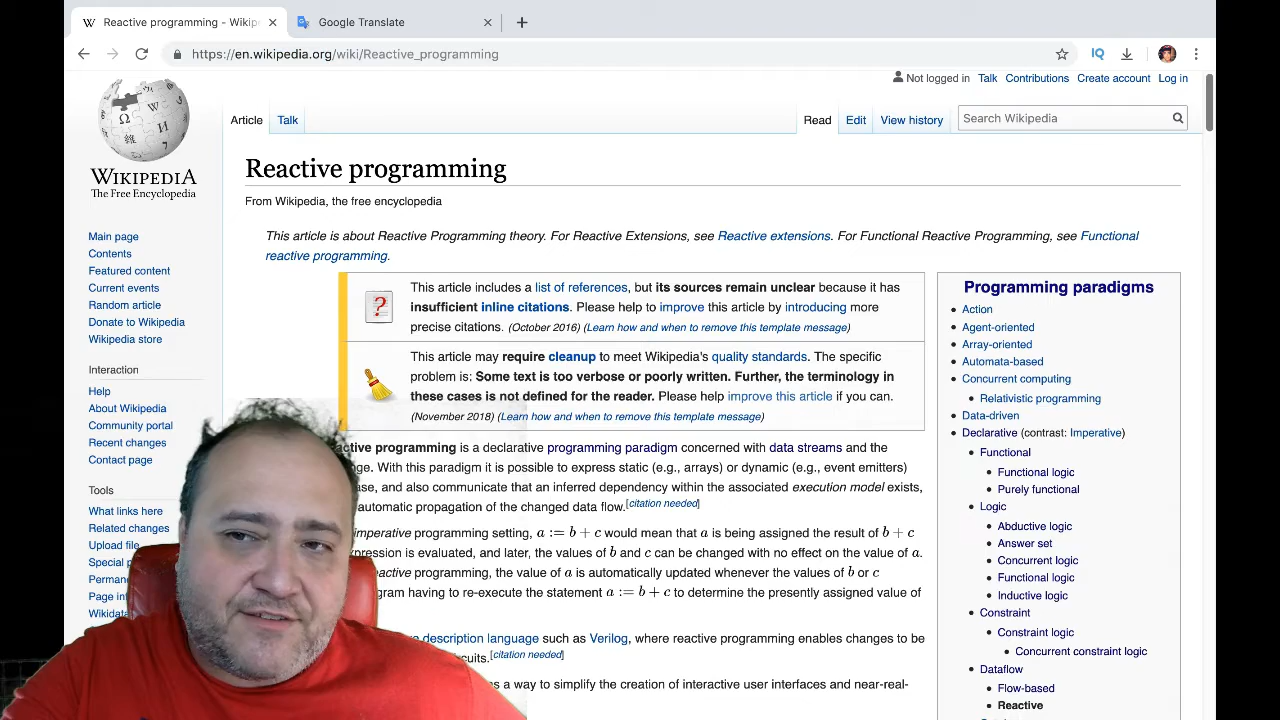 Reactive programming - Wikip
Google Translate
https://en.wikipedia.org/wiki/Reactive_programming
Not logged in Talk Contributions Create account Log in
Article Talk Read Edit View history Search Wikipedia
WIKIPEDIA
The Free Encyclopedia
Main page
Contents
Featured content
Current events
Random article
Donate to Wikipedia
Wikipedia store
Interaction
Help
About Wikipedia
Community portal
Recent changes
Contact page
Tools
What links here
Related changes
Upload file
Special p
Permane
Page inf
Wikidata
Reactive programming
From Wikipedia, the free encyclopedia
This article is about Reactive Programming theory. For Reactive Extensions, see Reactive extensions. For Functional Reactive Programming, see Functional
reactive programming.
This article includes a list of references, but its sources remain unclear because it has
insufficient inline citations. Please help to improve this article by introducing more
precise citations. (October 2016) (Learn how and when to remove this template message)
This article may require cleanup to meet Wikipedia's quality standards. The specific
problem is: Some text is too verbose or poorly written. Further, the terminology in
these cases is not defined for the reader. Please help improve this article if you can.
(November 2018) (Learn how and when to remove this template message)
ctive programming is a declarative programming paradigm concerned with data streams and the
nge. With this paradigm it is possible to express static (e.g., arrays) or dynamic (e.g., event emitters)
ase, and also communicate that an inferred dependency within the associated execution model exists,
automatic propagation of the changed data flow.[citation needed]
imperative programming setting, a := b + c would mean that a is being assigned the result of b + c
xpression is evaluated, and later, the values of b and c can be changed with no effect on the value of a.
active programming, the value of a is automatically updated whenever the values of b or c
ogram having to re-execute the statement a := b + c to determine the presently assigned value of
e description language such as Verilog, where reactive programming enables changes to be
cuits.[citation needed]
s a way to simplify the creation of interactive user interfaces and near-real-
Programming paradigms
Action
Agent-oriented
Array-oriented
Automata-based
Concurrent computing
Relativistic programming
Data-driven
Declarative (contrast: Imperative)
Functional
Functional logic
Purely functional
Logic
Abductive logic
Answer set
Concurrent logic
Functional logic
Inductive logic
Constraint
Constraint logic
Concurrent constraint logic
Dataflow
Flow-based
Reactive